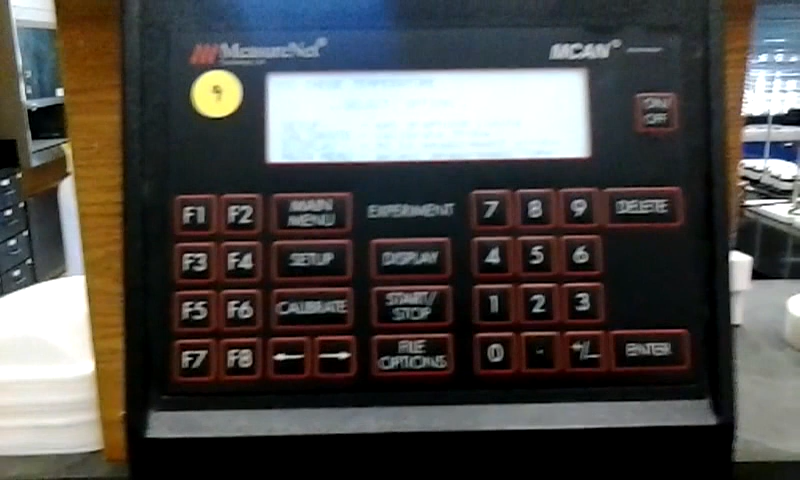 MeasureNet®
MCAN®
9
ON/
OFF
F1 F2 MAIN MENU EXPERIMENT 7 8 9 DELETE
F3 F4 SETUP DISPLAY 4 5 6
F5 F6 CALIBRATE START/STOP 1 2 3
F7 F8 ← → FILE OPTIONS 0 . +/- ENTER